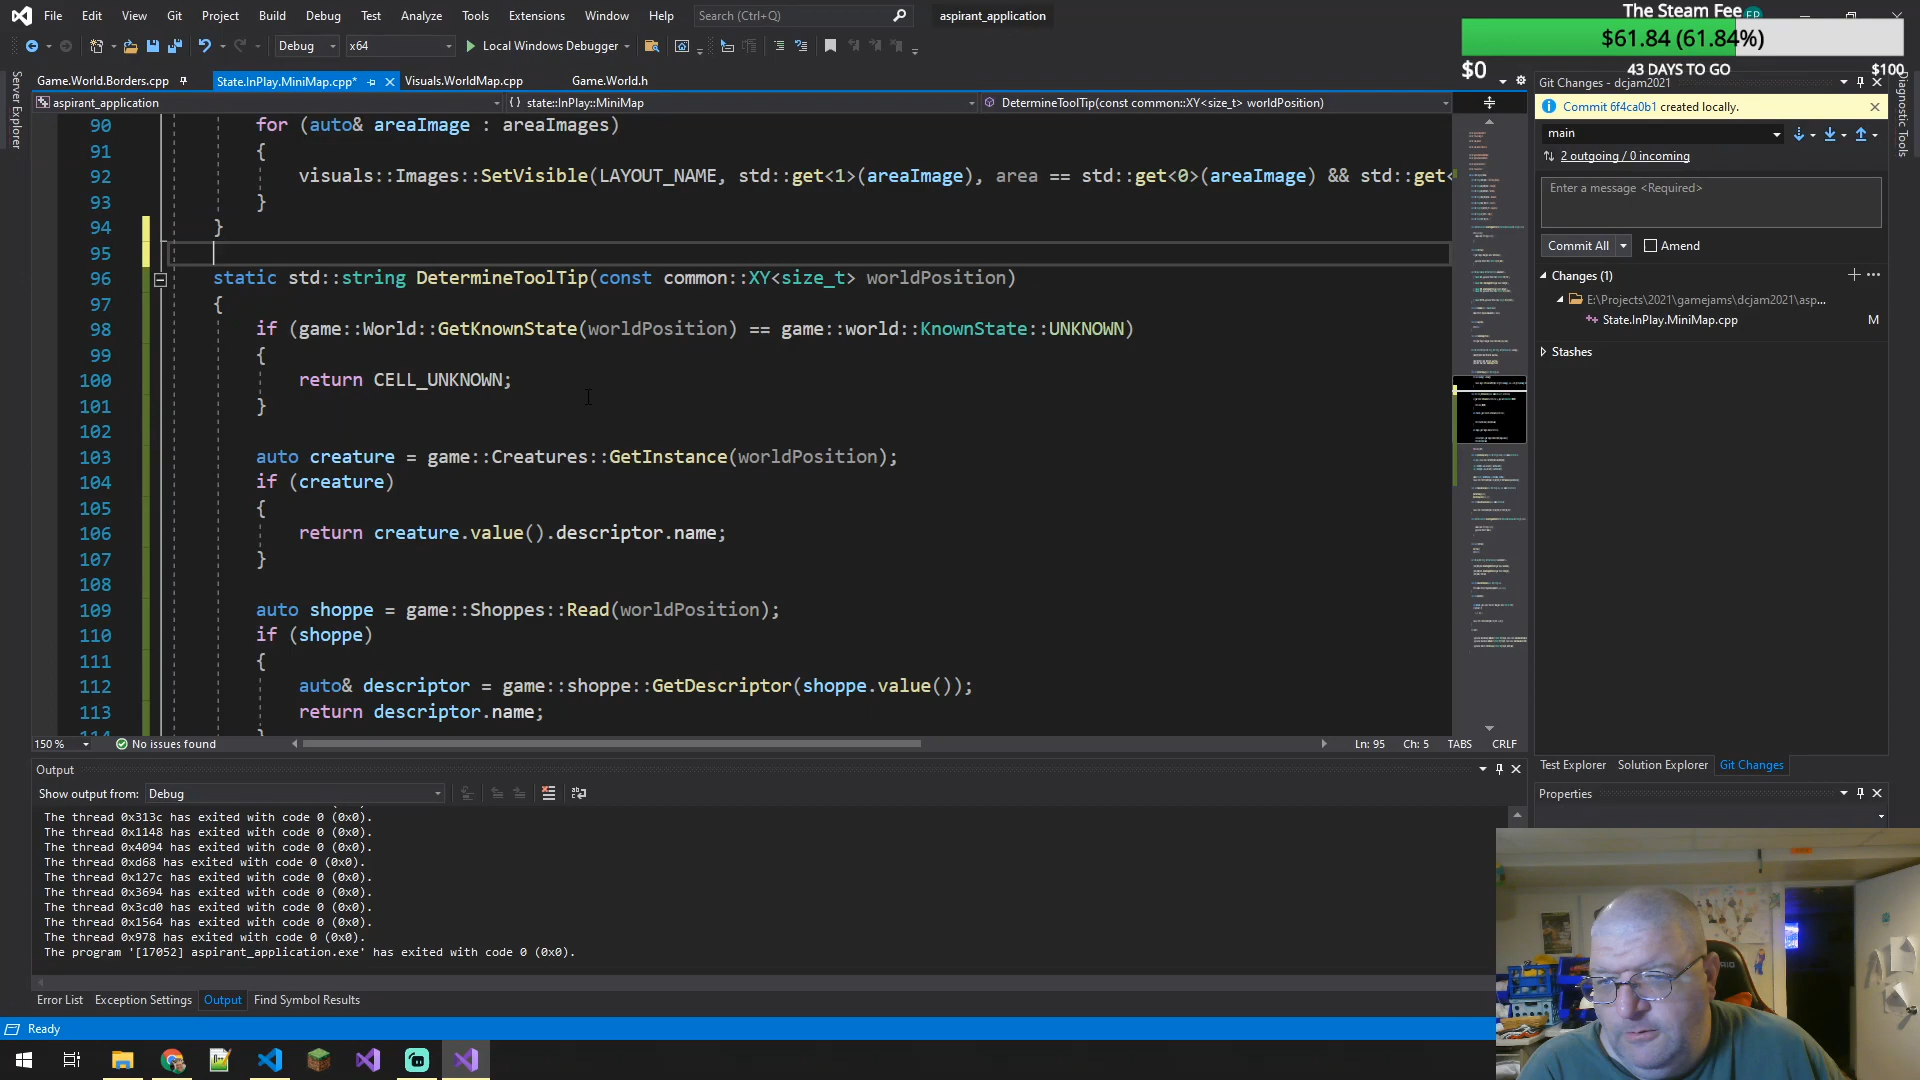 File Edit View Git Project Build Debug Test Analyze Tools Extensions Window Help Search (Ctrl+Q) aspirant_application
The Steam Fee
$61.84 (61.84%)
$0 43 DAYS TO GO $100
Debug x64 Local Windows Debugger
Server Explorer
Diagnostic Tools
Game.World.Borders.cpp State.InPlay.MiniMap.cpp* Visuals.WorldMap.cpp Game.World.h
aspirant_application {} state::InPlay::MiniMap DetermineToolTip(const common::XY<size_t> worldPosition)
90 for (auto& areaImage : areaImages)
91 {
92 visuals::Images::SetVisible(LAYOUT_NAME, std::get<1>(areaImage), area == std::get<0>(areaImage) && std::get<
93 }
94 }
95
96 static std::string DetermineToolTip(const common::XY<size_t> worldPosition)
97 {
98 if (game::World::GetKnownState(worldPosition) == game::world::KnownState::UNKNOWN)
99 {
100 return CELL_UNKNOWN;
101 }
102
103 auto creature = game::Creatures::GetInstance(worldPosition);
104 if (creature)
105 {
106 return creature.value().descriptor.name;
107 }
108
109 auto shoppe = game::Shoppes::Read(worldPosition);
110 if (shoppe)
111 {
112 auto& descriptor = game::shoppe::GetDescriptor(shoppe.value());
113 return descriptor.name;
150 % No issues found Ln: 95 Ch: 5 TABS CRLF
Output
Show output from: Debug
The thread 0x313c has exited with code 0 (0x0).
The thread 0x1148 has exited with code 0 (0x0).
The thread 0x4094 has exited with code 0 (0x0).
The thread 0xd68 has exited with code 0 (0x0).
The thread 0x127c has exited with code 0 (0x0).
The thread 0x3694 has exited with code 0 (0x0).
The thread 0x3cd0 has exited with code 0 (0x0).
The thread 0x1564 has exited with code 0 (0x0).
The thread 0x978 has exited with code 0 (0x0).
The program '[17052] aspirant_application.exe' has exited with code 0 (0x0).
Error List Exception Settings Output Find Symbol Results
Ready
Git Changes - dcjam2021
Commit 6f4ca0b1 created locally.
main
2 outgoing / 0 incoming
Enter a message <Required>
Commit All Amend
Changes (1)
E:\Projects\2021\gamejams\dcjam2021\asp...
State.InPlay.MiniMap.cpp M
Stashes
Test Explorer Solution Explorer Git Changes
Properties